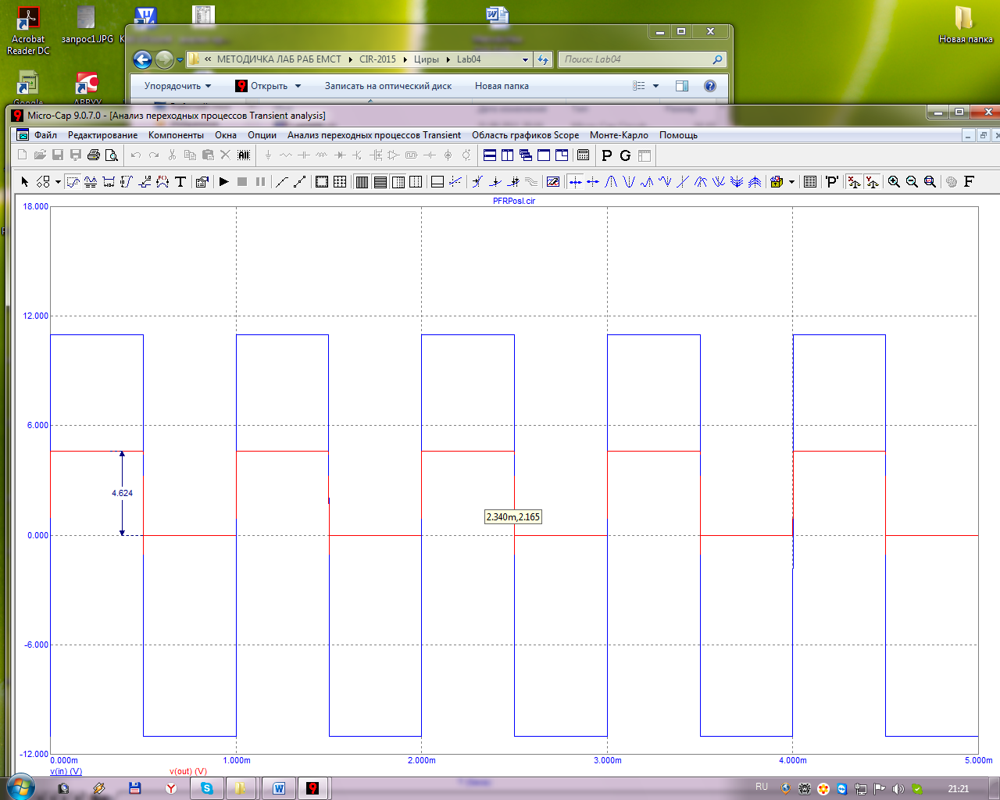 Acrobat
Reader DC
запрос1.JPG
Новая папка
« МЕТОДИЧКА ЛАБ РАБ ЕМСТ
CIR-2015
Циры
Lab04
Поиск: Lab04
Упорядочить
Открыть
Записать на оптический диск
Новая папка
Google
ABBYY
Micro-Cap 9.0.7.0 - [Анализ переходных процессов Transient analysis]
Файл
Редактирование
Компоненты
Окна
Опции
Анализ переходных процессов Transient
Область графиков Scope
Монте-Карло
Помощь
P G
T
'P'
F
PFRPosl.cir
18.000
12.000
6.000
4.624
2.340m,2.165
0.000
-6.000
-12.000
0.000m
1.000m
2.000m
3.000m
4.000m
5.000m
v(in) (V)
v(out) (V)
RU
21:21